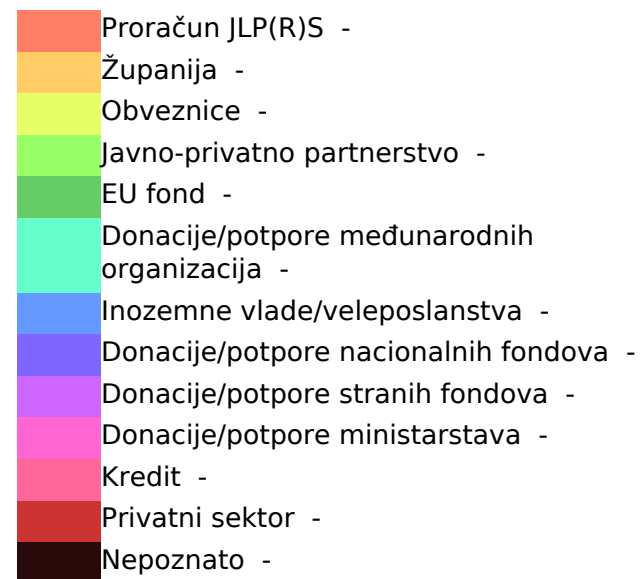 Proračun JLP(R)S -
Županija -
Obveznice -
Javno-privatno partnerstvo -
EU fond -
Donacije/potpore međunarodnih
organizacija -
Inozemne vlade/veleposlanstva -
Donacije/potpore nacionalnih fondova -
Donacije/potpore stranih fondova -
Donacije/potpore ministarstava -
Kredit -
Privatni sektor -
Nepoznato -